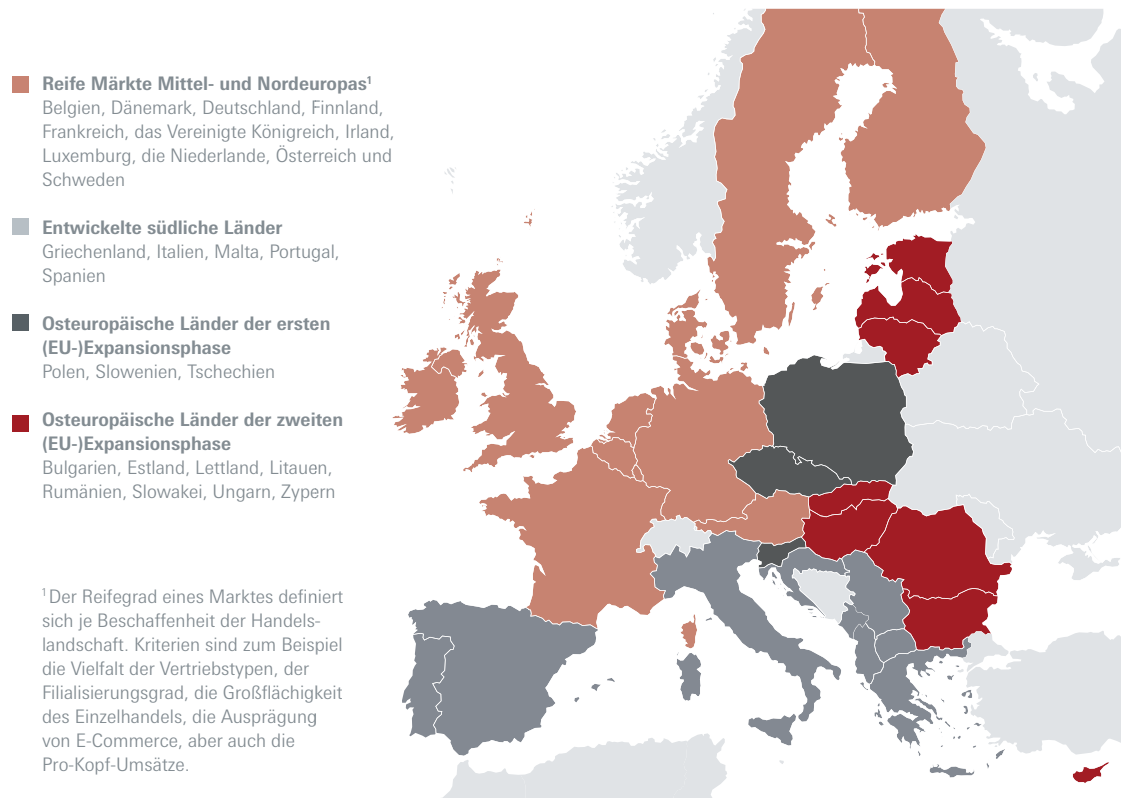 Reife Märkte Mittel- und Nordeuropas¹
Belgien, Dänemark, Deutschland, Finnland,
Frankreich, das Vereinigte Königreich, Irland,
Luxemburg, die Niederlande, Österreich und
Schweden
Entwickelte südliche Länder
Griechenland, Italien, Malta, Portugal,
Spanien
Osteuropäische Länder der ersten
(EU-)Expansionsphase
Polen, Slowenien, Tschechien
Osteuropäische Länder der zweiten
(EU-)Expansionsphase
Bulgarien, Estland, Lettland, Litauen,
Rumänien, Slowakei, Ungarn, Zypern
¹ Der Reifegrad eines Marktes definiert
sich je Beschaffenheit der Handels-
landschaft. Kriterien sind zum Beispiel
die Vielfalt der Vertriebstypen, der
Filialisierungsgrad, die Großflächigkeit
des Einzelhandels, die Ausprägung
von E-Commerce, aber auch die
Pro-Kopf-Umsätze.